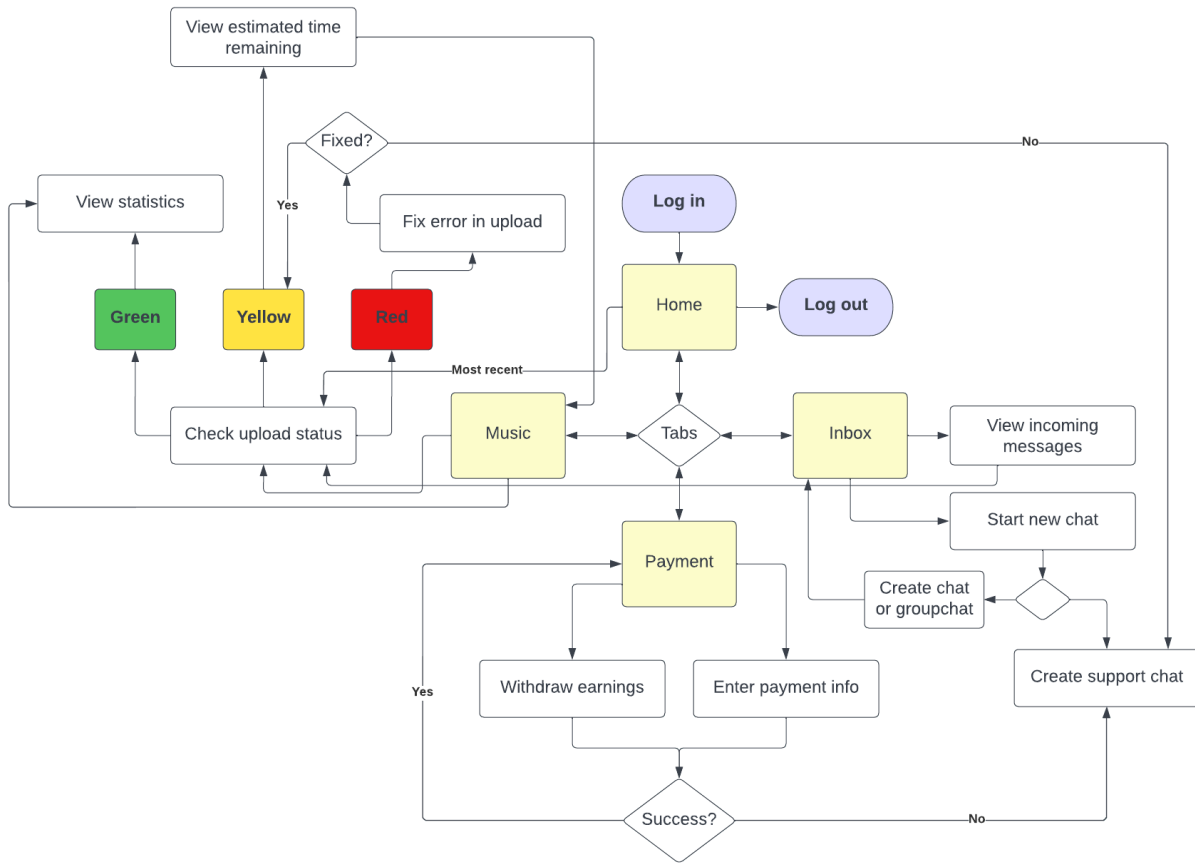 View estimated time
remaining
Fixed?
No
View statistics
Yes
Fix error in upload
Log in
Green
Yellow
Red
Home
Log out
Most recent
Check upload status
Music
Tabs
Inbox
View incoming
messages
Start new chat
Payment
Create chat
or groupchat
Yes
Withdraw earnings
Enter payment info
Create support chat
Success?
No